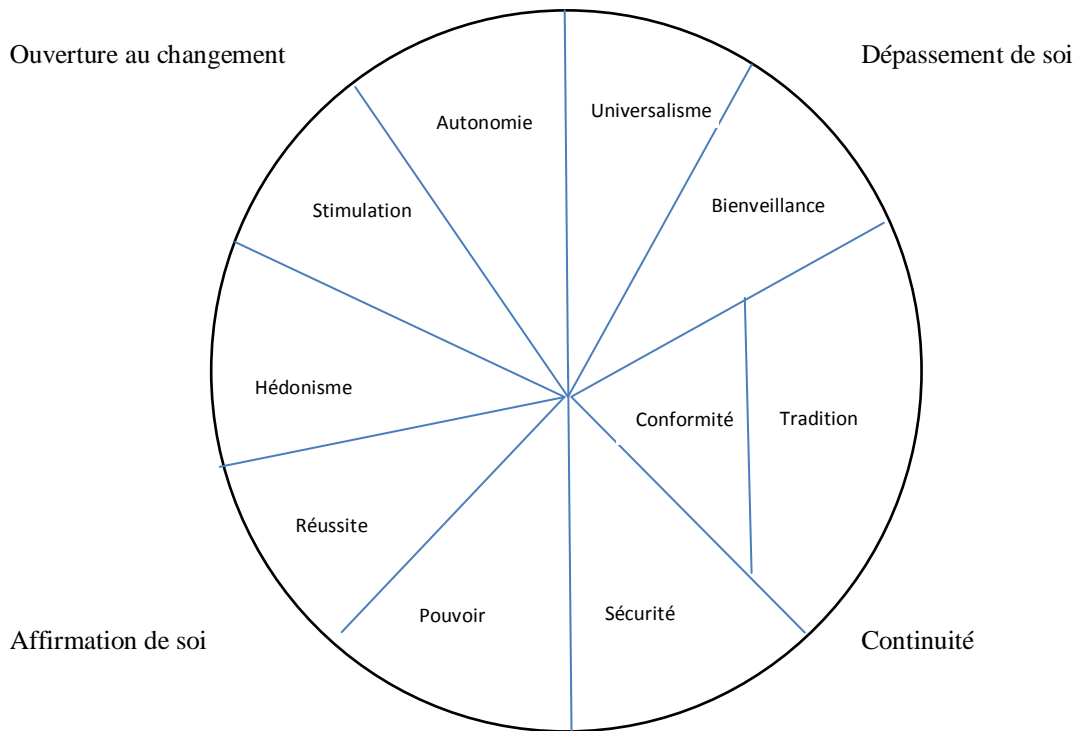 Ouverture au changement
Dépassement de soi
Universalisme
Autonomie
Bienveillance
Stimulation
Hédonisme
Conformité
Tradition
Réussite
Pouvoir
Sécurité
Affirmation de soi
Continuité